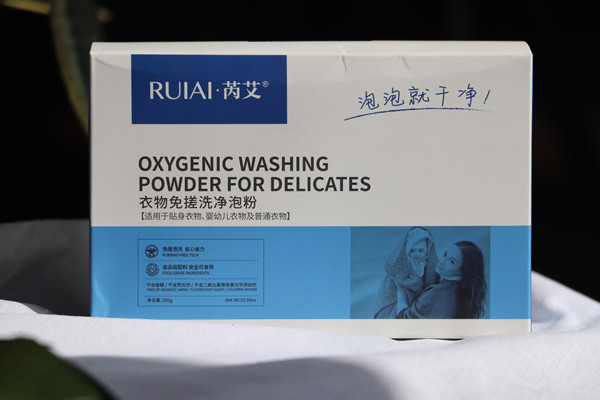 RUIAI·芮艾®
泡泡就干净!
OXYGENIC WASHING
POWDER FOR DELICATES
衣物免搓洗净泡粉
【适用于贴身衣物、婴幼儿衣物及普通衣物】
免搓清洗 省心省力
RUBBING-FREE TECH
食品级配料 安全可食用
FOOD GRADE INGREDIENTS